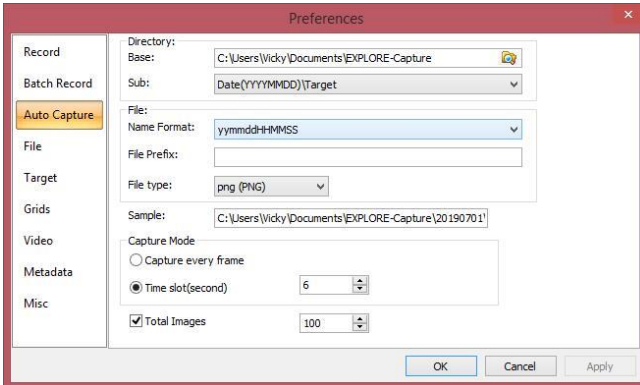 Preferences
Record
Batch Record
Auto Capture
File
Target
Grids
Video
Metadata
Misc
Directory:
Base: C:\Users\Vicky\Documents\EXPLORE-Capture
Sub: Date(YYYYMMDD)\Target
File:
Name Format: yymmddHHMMSS
File Prefix:
File type: png (PNG)
Sample: C:\Users\Vicky\Documents\EXPLORE-Capture\20190701\
Capture Mode
Capture every frame
Time slot(second) 6
Total Images 100
OK Cancel Apply